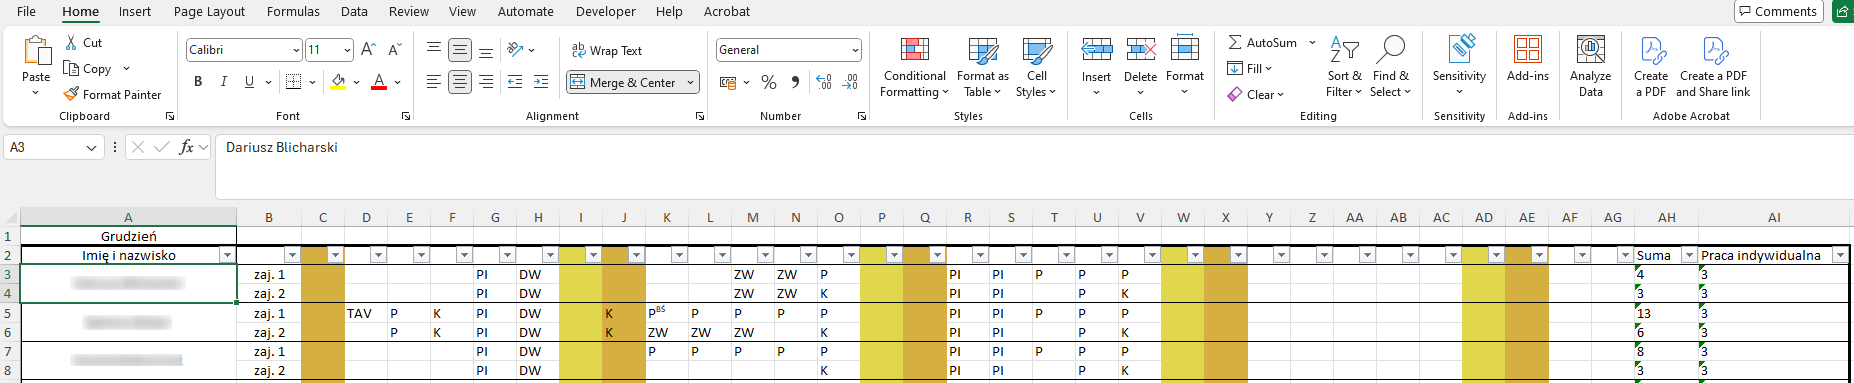 File Home Insert Page Layout Formulas Data Review View Automate Developer Help Acrobat Comments
Paste Cut Copy Format Painter Clipboard
Calibri 11 A A B I U A Font
ab Wrap Text Merge & Center Alignment
General % , .00 .00 Number
Conditional Formatting Format as Table Cell Styles Styles
Insert Delete Format Cells
AutoSum Fill Clear Sort & Filter Find & Select Editing
Sensitivity Sensitivity
Add-ins Add-ins
Analyze Data
Create a PDF Create a PDF and Share link Adobe Acrobat
A3 fx Dariusz Blicharski
A B C D E F G H I J K L M N O P Q R S T U V W X Y Z AA AB AC AD AE AF AG AH AI
1 Grudzień
2 Imię i nazwisko Suma Praca indywidualna
3 zaj. 1 PI DW ZW ZW P PI PI P P P 4 3
4 zaj. 2 PI DW ZW ZW K PI PI P K 3 3
5 zaj. 1 TAV P K PI DW K PBŚ P P P P PI PI P P P 13 3
6 zaj. 2 P K PI DW K ZW ZW ZW K PI PI P K 6 3
7 zaj. 1 PI DW P P P P P PI PI P P P 8 3
8 zaj. 2 PI DW K PI PI P K 3 3